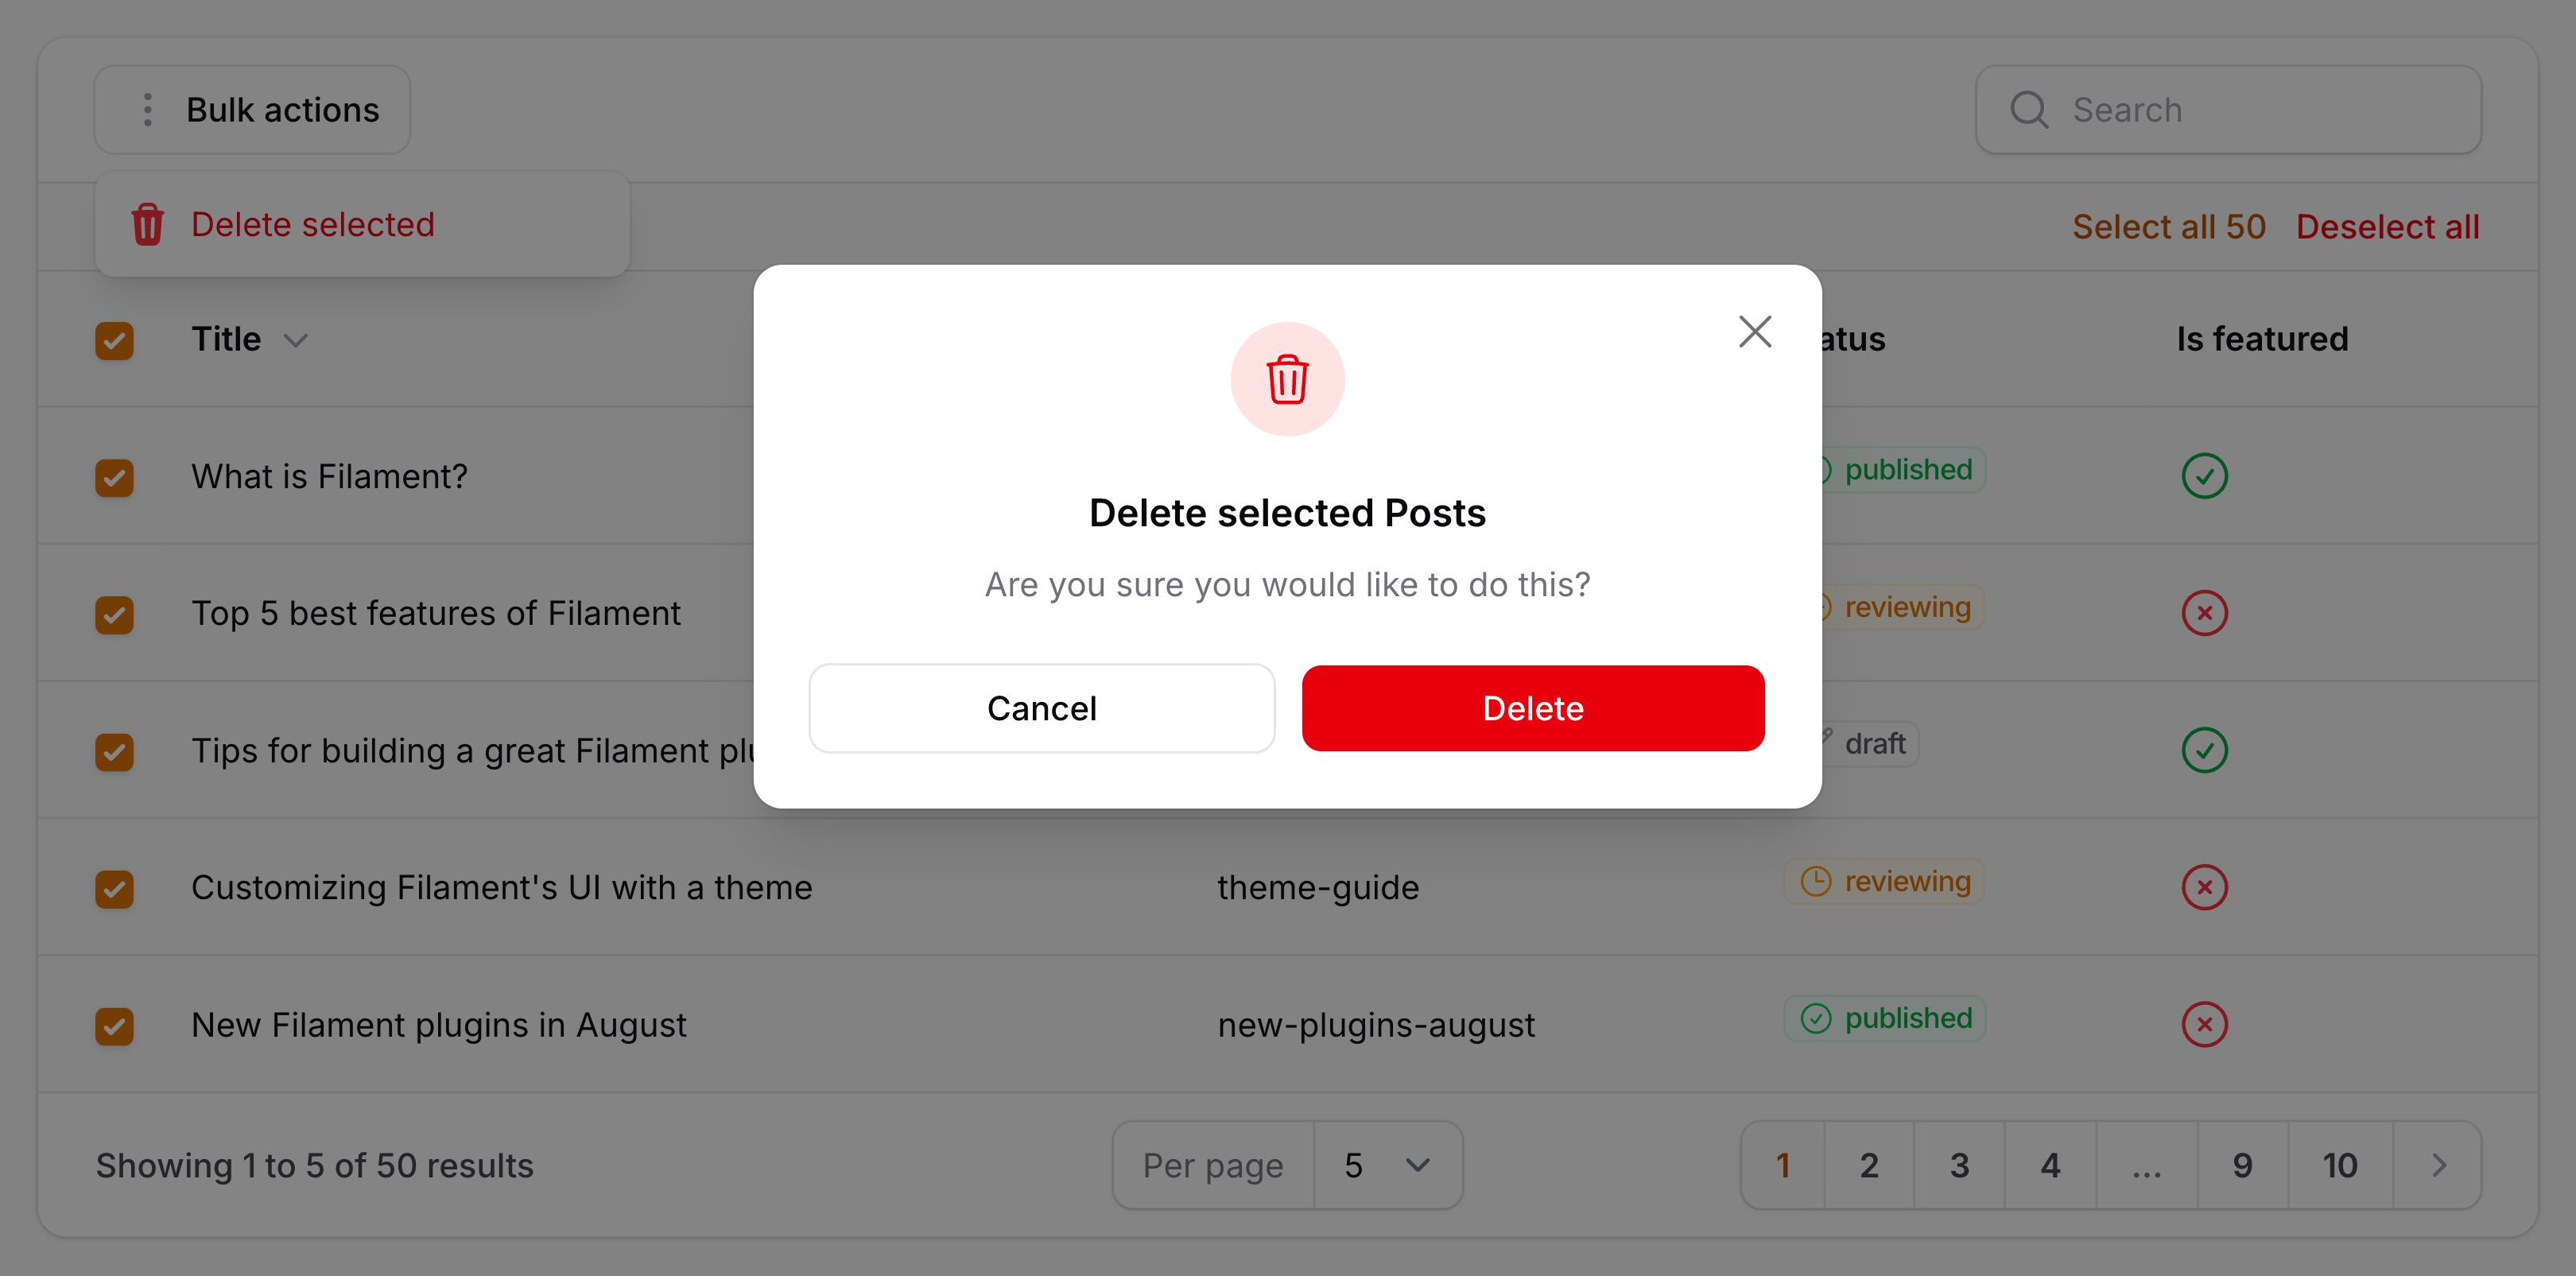 Bulk actions
Search
Delete selected
Select all 50 Deselect all
Title
Is featured
Delete selected Posts
Are you sure you would like to do this?
Cancel Delete
What is Filament?
published
Top 5 best features of Filament
reviewing
Tips for building a great Filament
draft
Customizing Filament's UI with a theme theme-guide reviewing
New Filament plugins in August new-plugins-august published
Showing 1 to 5 of 50 results Per page 5 1 2 3 4 ... 9 10